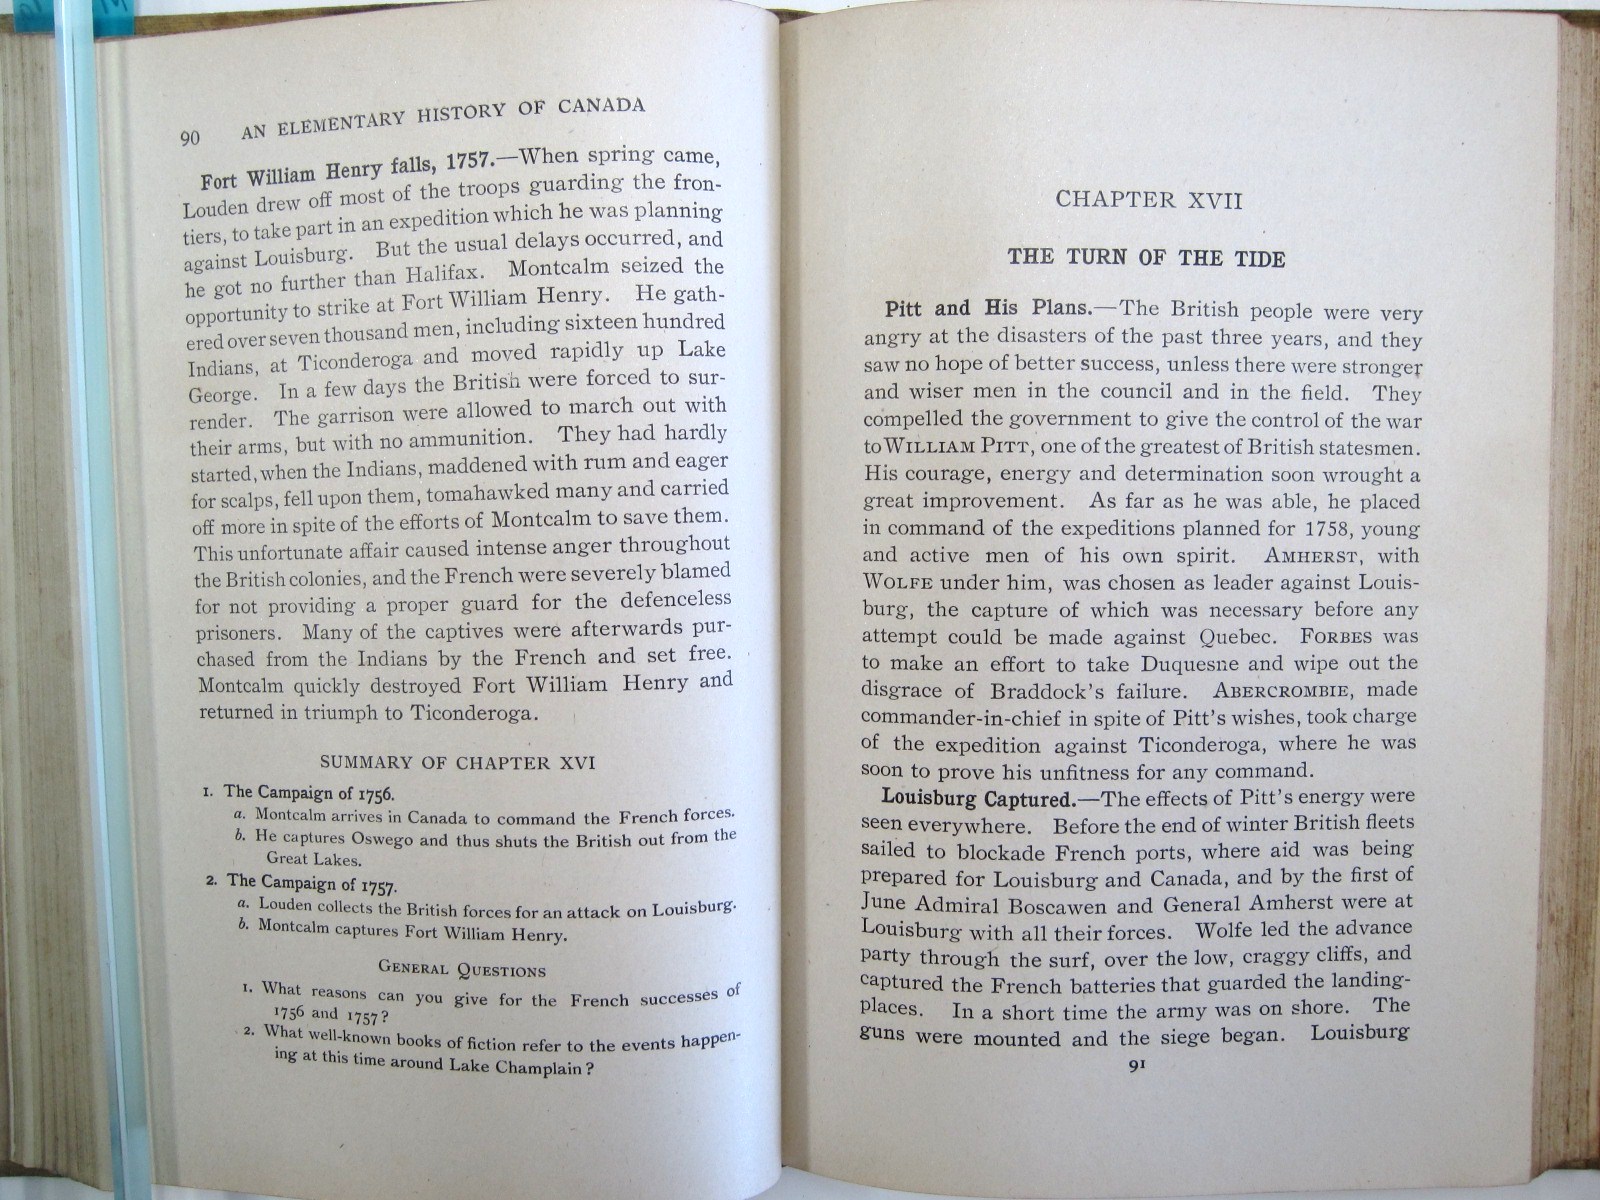 90 AN ELEMENTARY HISTORY OF CANADA
Fort William Henry falls, 1757.—When spring came,
Louden drew off most of the troops guarding the fron-
tiers, to take part in an expedition which he was planning
against Louisburg. But the usual delays occurred, and
he got no further than Halifax. Montcalm seized the
opportunity to strike at Fort William Henry. He gath-
ered over seven thousand men, including sixteen hundred
Indians, at Ticonderoga and moved rapidly up Lake
George. In a few days the British were forced to sur-
render. The garrison were allowed to march out with
their arms, but with no ammunition. They had hardly
started, when the Indians, maddened with rum and eager
for scalps, fell upon them, tomahawked many and carried
off more in spite of the efforts of Montcalm to save them.
This unfortunate affair caused intense anger throughout
the British colonies, and the French were severely blamed
for not providing a proper guard for the defenceless
prisoners. Many of the captives were afterwards pur-
chased from the Indians by the French and set free.
Montcalm quickly destroyed Fort William Henry and
returned in triumph to Ticonderoga.
SUMMARY OF CHAPTER XVI
1. The Campaign of 1756.
a. Montcalm arrives in Canada to command the French forces.
b. He captures Oswego and thus shuts the British out from the
Great Lakes.
2. The Campaign of 1757.
a. Louden collects the British forces for an attack on Louisburg.
b. Montcalm captures Fort William Henry.
GENERAL QUESTIONS
1. What reasons can you give for the French successes of
1756 and 1757?
2. What well-known books of fiction refer to the events happen-
ing at this time around Lake Champlain?
CHAPTER XVII
THE TURN OF THE TIDE
Pitt and His Plans.—The British people were very
angry at the disasters of the past three years, and they
saw no hope of better success, unless there were stronger
and wiser men in the council and in the field. They
compelled the government to give the control of the war
to WILLIAM PITT, one of the greatest of British statesmen.
His courage, energy and determination soon wrought a
great improvement. As far as he was able, he placed
in command of the expeditions planned for 1758, young
and active men of his own spirit. AMHERST, with
WOLFE under him, was chosen as leader against Louis-
burg, the capture of which was necessary before any
attempt could be made against Quebec. FORBES was
to make an effort to take Duquesne and wipe out the
disgrace of Braddock's failure. ABERCROMBIE, made
commander-in-chief in spite of Pitt's wishes, took charge
of the expedition against Ticonderoga, where he was
soon to prove his unfitness for any command.
Louisburg Captured.—The effects of Pitt's energy were
seen everywhere. Before the end of winter British fleets
sailed to blockade French ports, where aid was being
prepared for Louisburg and Canada, and by the first of
June Admiral Boscawen and General Amherst were at
Louisburg with all their forces. Wolfe led the advance
party through the surf, over the low, craggy cliffs, and
captured the French batteries that guarded the landing-
places. In a short time the army was on shore. The
guns were mounted and the siege began. Louisburg
91